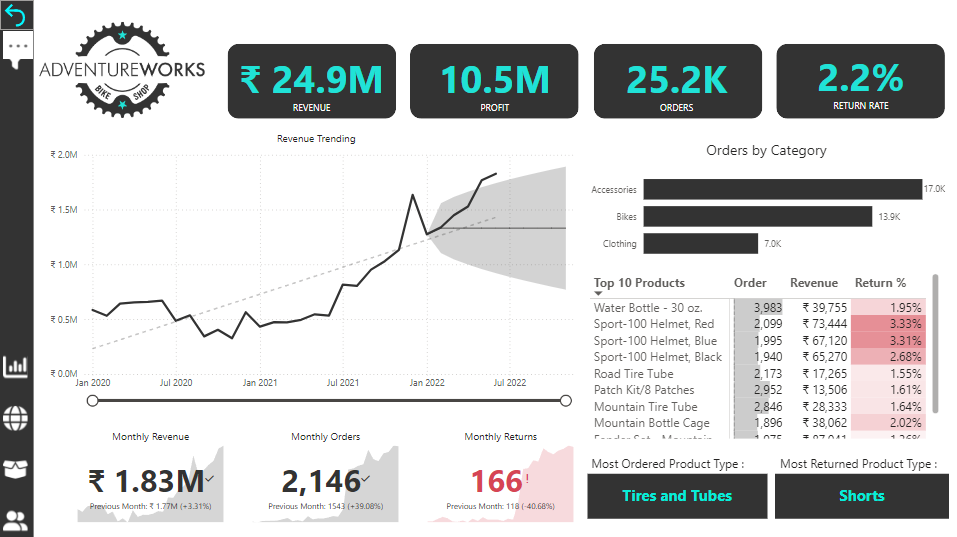 ADVENTUREWORKS
BIKE SHOP
₹ 24.9M
REVENUE
10.5M
PROFIT
25.2K
ORDERS
2.2%
RETURN RATE
Revenue Trending
₹ 2.0M
₹ 1.5M
₹ 1.0M
₹ 0.5M
₹ 0.0M
Jan 2020 Jul 2020 Jan 2021 Jul 2021 Jan 2022 Jul 2022
Orders by Category
Accessories 17.0K
Bikes 13.9K
Clothing 7.0K
Top 10 Products Order Revenue Return %
Water Bottle - 30 oz. 3,983 ₹ 39,755 1.95%
Sport-100 Helmet, Red 2,099 ₹ 73,444 3.33%
Sport-100 Helmet, Blue 1,995 ₹ 67,120 3.31%
Sport-100 Helmet, Black 1,940 ₹ 65,270 2.68%
Road Tire Tube 2,173 ₹ 17,265 1.55%
Patch Kit/8 Patches 2,952 ₹ 13,506 1.61%
Mountain Tire Tube 2,846 ₹ 28,333 1.64%
Mountain Bottle Cage 1,896 ₹ 38,062 2.02%
Monthly Revenue
₹ 1.83M
Previous Month: ₹ 1.77M (+3.31%)
Monthly Orders
2,146
Previous Month: 1543 (+39.08%)
Monthly Returns
166!
Previous Month: 118 (-40.68%)
Most Ordered Product Type :
Tires and Tubes
Most Returned Product Type :
Shorts